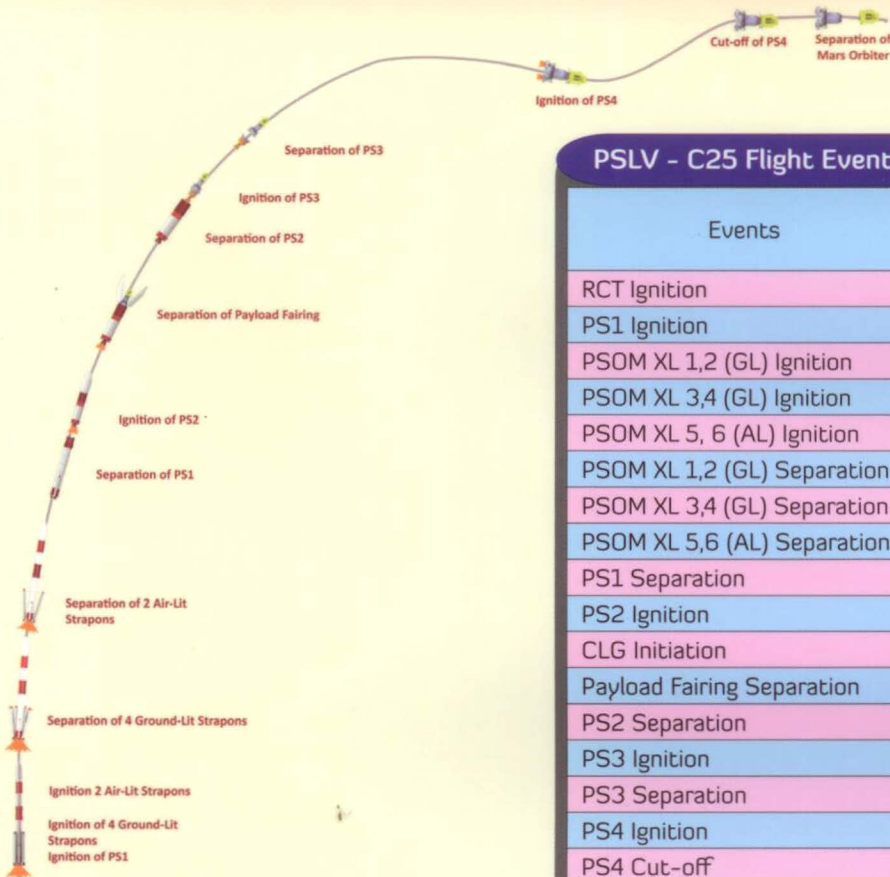 Cut-off of PS4
Separation of
Mars Orbiter
Ignition of PS4
Separation of PS3
Ignition of PS3
Separation of PS2
Separation of Payload Fairing
Ignition of PS2
Separation of PS1
Separation of 2 Air-Lit
Strapons
Separation of 4 Ground-Lit Strapons
Ignition 2 Air-Lit Strapons
Ignition of 4 Ground-Lit
Strapons
Ignition of PS1
PSLV - C25 Flight Event
Events
RCT Ignition
PS1 Ignition
PSOM XL 1,2 (GL) Ignition
PSOM XL 3,4 (GL) Ignition
PSOM XL 5, 6 (AL) Ignition
PSOM XL 1,2 (GL) Separation
PSOM XL 3,4 (GL) Separation
PSOM XL 5,6 (AL) Separation
PS1 Separation
PS2 Ignition
CLG Initiation
Payload Fairing Separation
PS2 Separation
PS3 Ignition
PS3 Separation
PS4 Ignition
PS4 Cut-off